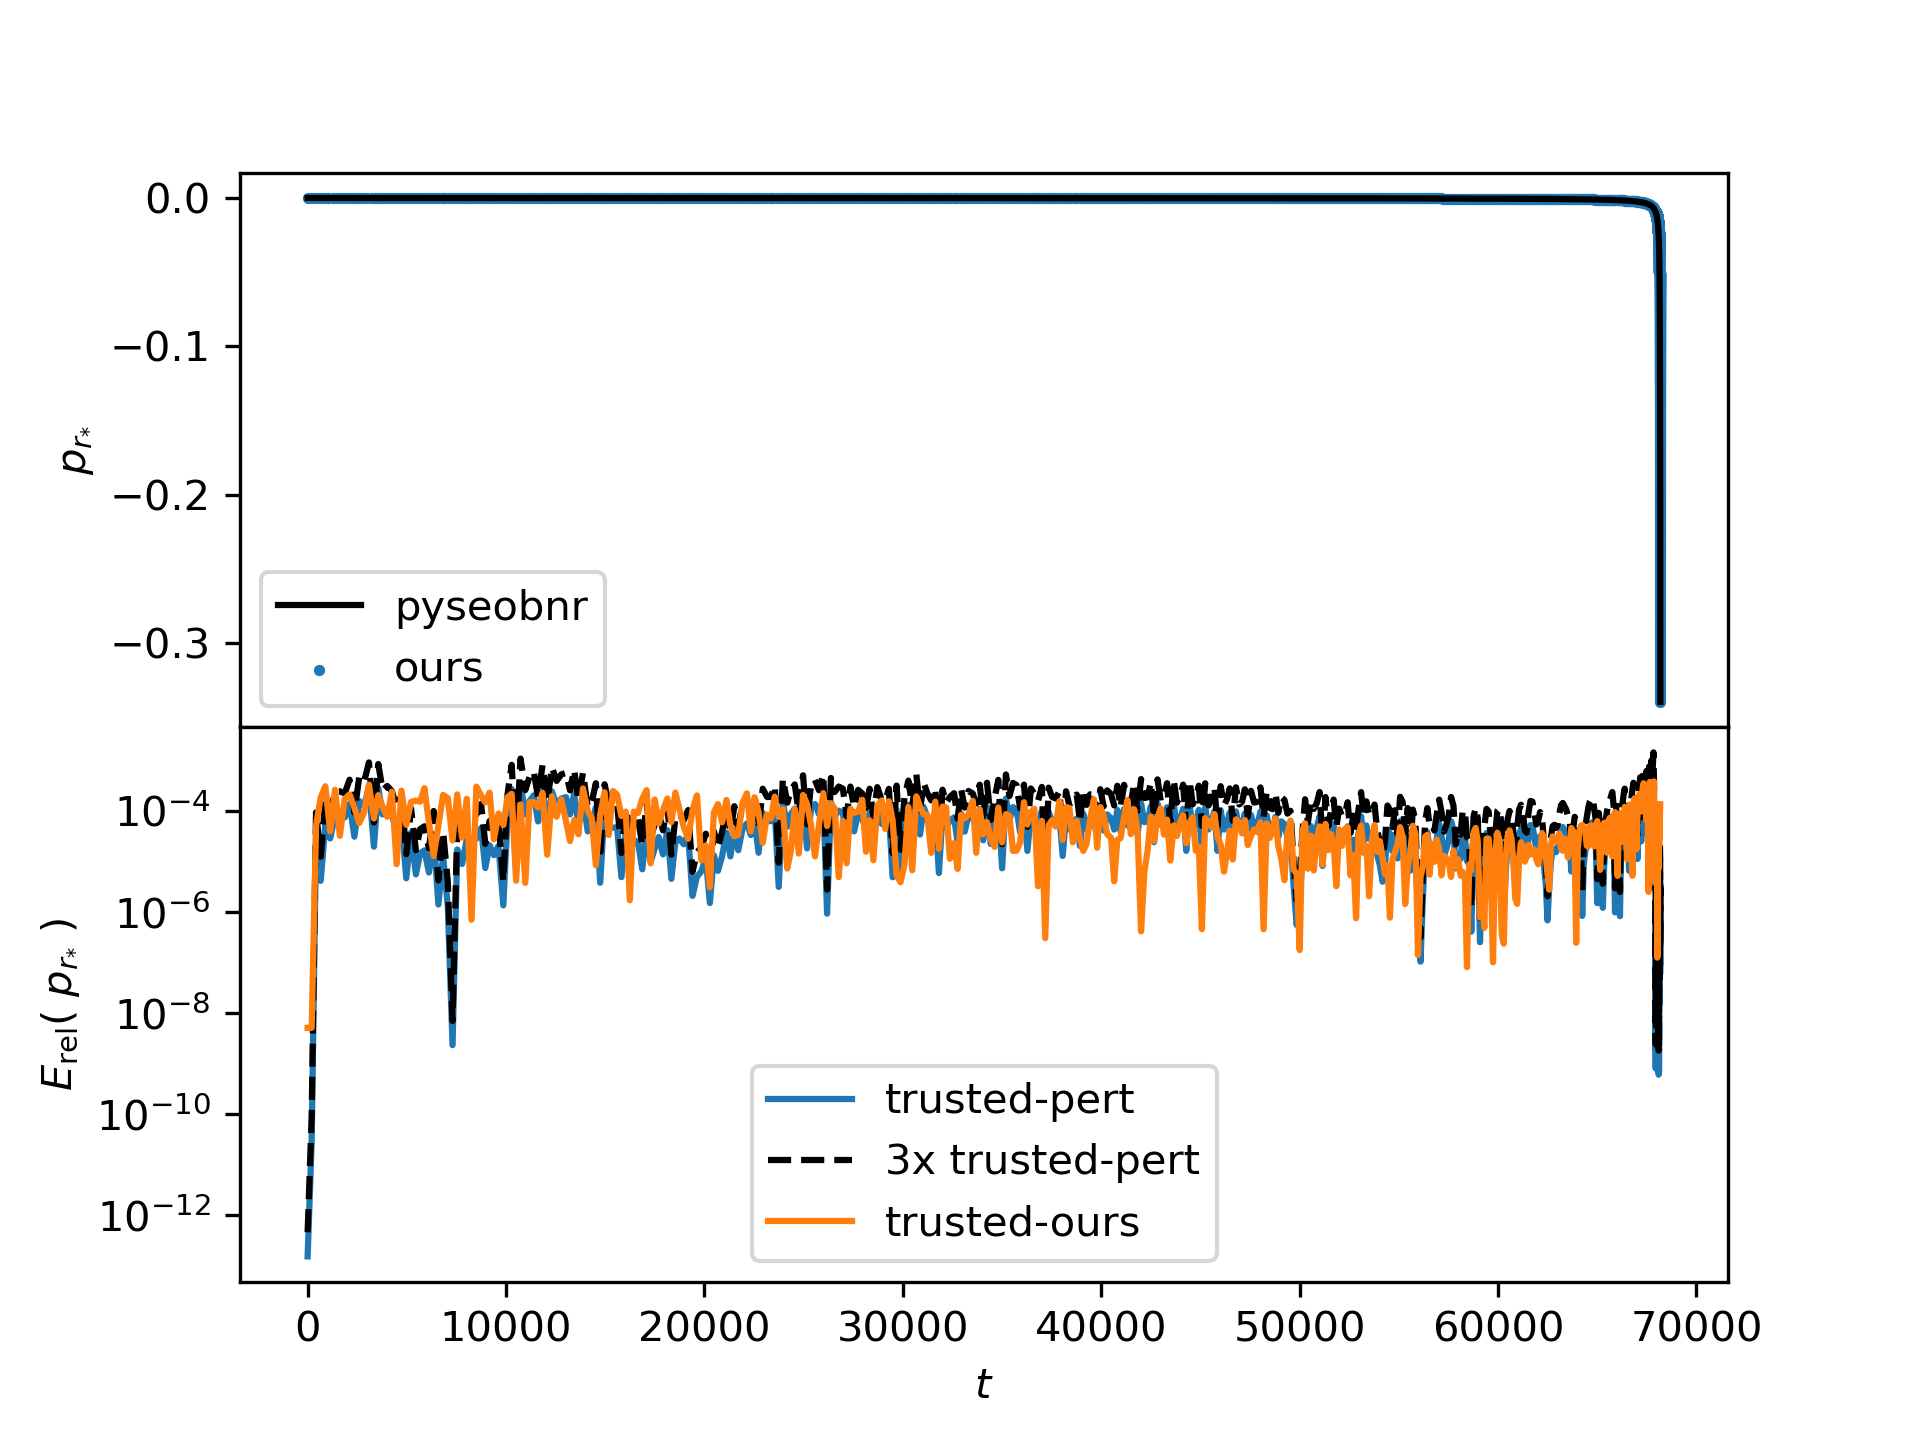 0.0
−0.1
−0.2
−0.3
p_{r_*}
pyseobnr
ours
10^{−4}
10^{−6}
10^{−8}
10^{−10}
10^{−12}
E_{rel}( p_{r_*} )
trusted-pert
3x trusted-pert
trusted-ours
0 10000 20000 30000 40000 50000 60000 70000
t